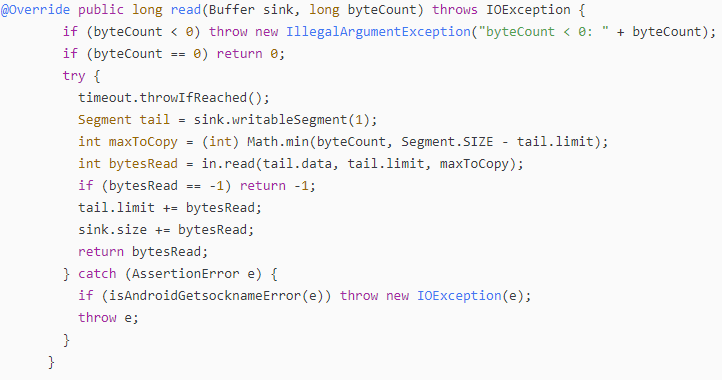 @Override public long read(Buffer sink, long byteCount) throws IOException {
if (byteCount < 0) throw new IllegalArgumentException("byteCount < 0: " + byteCount);
if (byteCount == 0) return 0;
try {
timeout.throwIfReached();
Segment tail = sink.writableSegment(1);
int maxToCopy = (int) Math.min(byteCount, Segment.SIZE - tail.limit);
int bytesRead = in.read(tail.data, tail.limit, maxToCopy);
if (bytesRead == -1) return -1;
tail.limit += bytesRead;
sink.size += bytesRead;
return bytesRead;
} catch (AssertionError e) {
if (isAndroidGetsocknameError(e)) throw new IOException(e);
throw e;
}
}